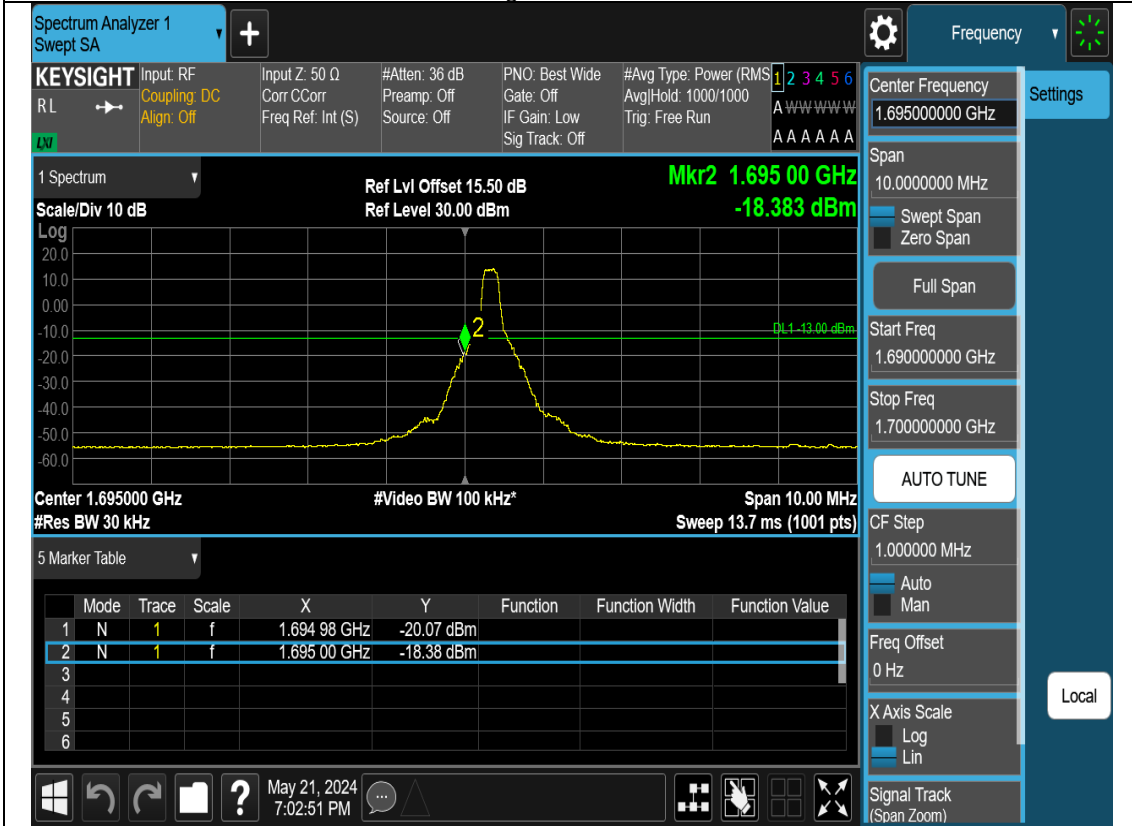 Spectrum Analyzer 1
Swept SA
+
Frequency
KEYSIGHT
RL
LXI
Input: RF
Coupling: DC
Align: Off
Input Z: 50 Ω
Corr CCorr
Freq Ref: Int (S)
#Atten: 36 dB
Preamp: Off
Source: Off
PNO: Best Wide
Gate: Off
IF Gain: Low
Sig Track: Off
#Avg Type: Power (RMS
Avg|Hold: 1000/1000
Trig: Free Run
1 2 3 4 5 6
A W W W W W
A A A A A A
1 Spectrum
Scale/Div 10 dB
Ref Lvl Offset 15.50 dB
Ref Level 30.00 dBm
Mkr2 1.695 00 GHz
-18.383 dBm
Log
20.0
10.0
0.00
-10.0
-20.0
-30.0
-40.0
-50.0
-60.0
2
DL1 -13.00 dBm
Center 1.695000 GHz
#Video BW 100 kHz*
Span 10.00 MHz
#Res BW 30 kHz
Sweep 13.7 ms (1001 pts)
5 Marker Table
Mode Trace Scale X Y Function Function Width Function Value
1 N 1 f 1.694 98 GHz -20.07 dBm
2 N 1 f 1.695 00 GHz -18.38 dBm
3
4
5
6
?
May 21, 2024
7:02:51 PM
Center Frequency
1.695000000 GHz
Span
10.0000000 MHz
Swept Span
Zero Span
Full Span
Start Freq
1.690000000 GHz
Stop Freq
1.700000000 GHz
AUTO TUNE
CF Step
1.000000 MHz
Auto
Man
Freq Offset
0 Hz
X Axis Scale
Log
Lin
Signal Track
(Span Zoom)
Settings
Local